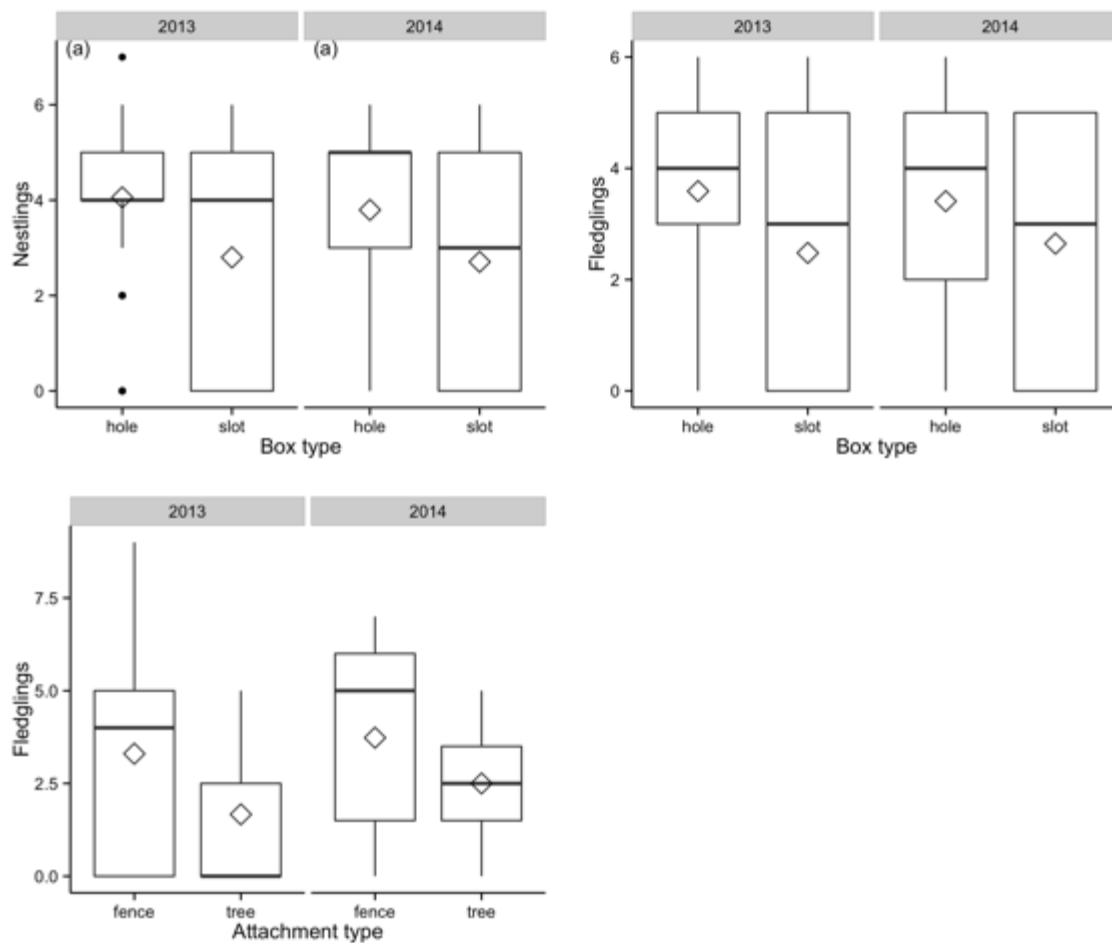 2013 2014
(a) (a)
6
4
2
0
Nestlings
hole slot hole slot
Box type
2013 2014
6
4
2
0
Fledglings
hole slot hole slot
Box type
2013 2014
7.5
5.0
2.5
0.0
Fledglings
fence tree fence tree
Attachment type